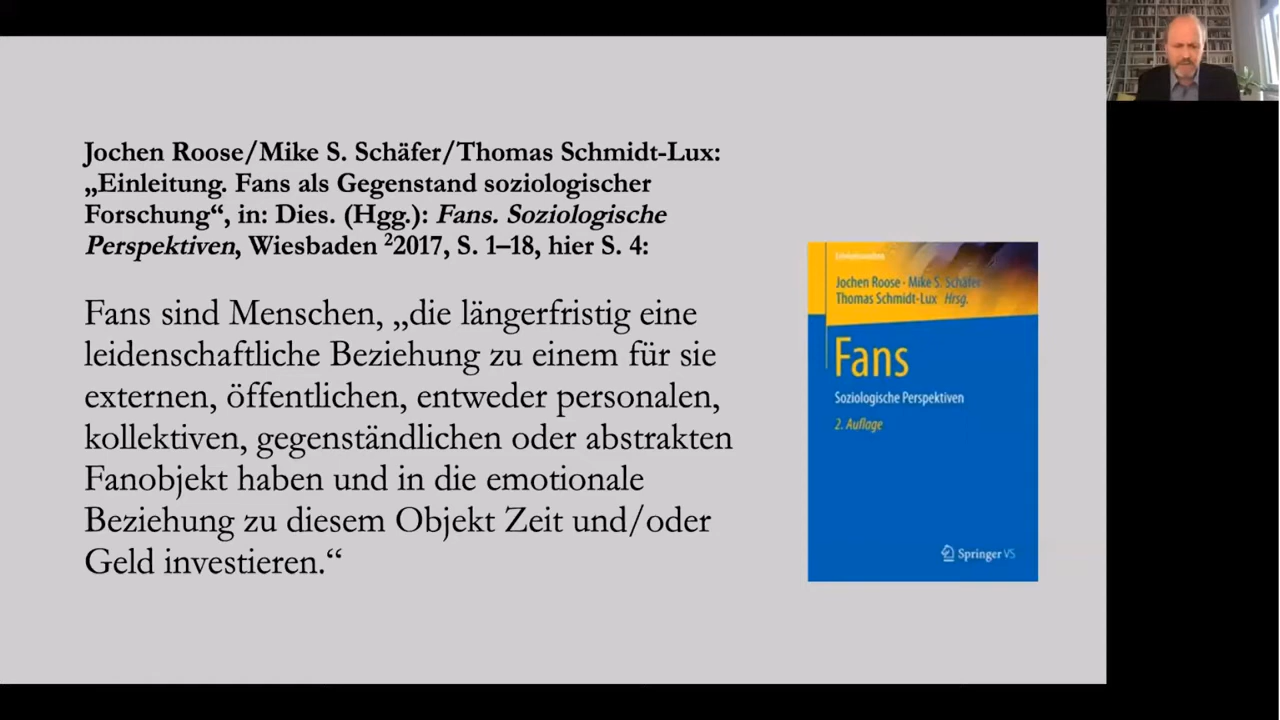 Jochen Roose/Mike S. Schäfer/Thomas Schmidt-Lux:
„Einleitung. Fans als Gegenstand soziologischer
Forschung“, in: Dies. (Hgg.): Fans. Soziologische
Perspektiven, Wiesbaden ²2017, S. 1–18, hier S. 4:
Fans sind Menschen, „die längerfristig eine
leidenschaftliche Beziehung zu einem für sie
externen, öffentlichen, entweder personalen,
kollektiven, gegenständlichen oder abstrakten
Fanobjekt haben und in die emotionale
Beziehung zu diesem Objekt Zeit und/oder
Geld investieren.“
Jochen Roose · Mike S. Schäfer
Thomas Schmidt-Lux Hrsg.
Fans
Soziologische Perspektiven
2. Auflage
Springer VS